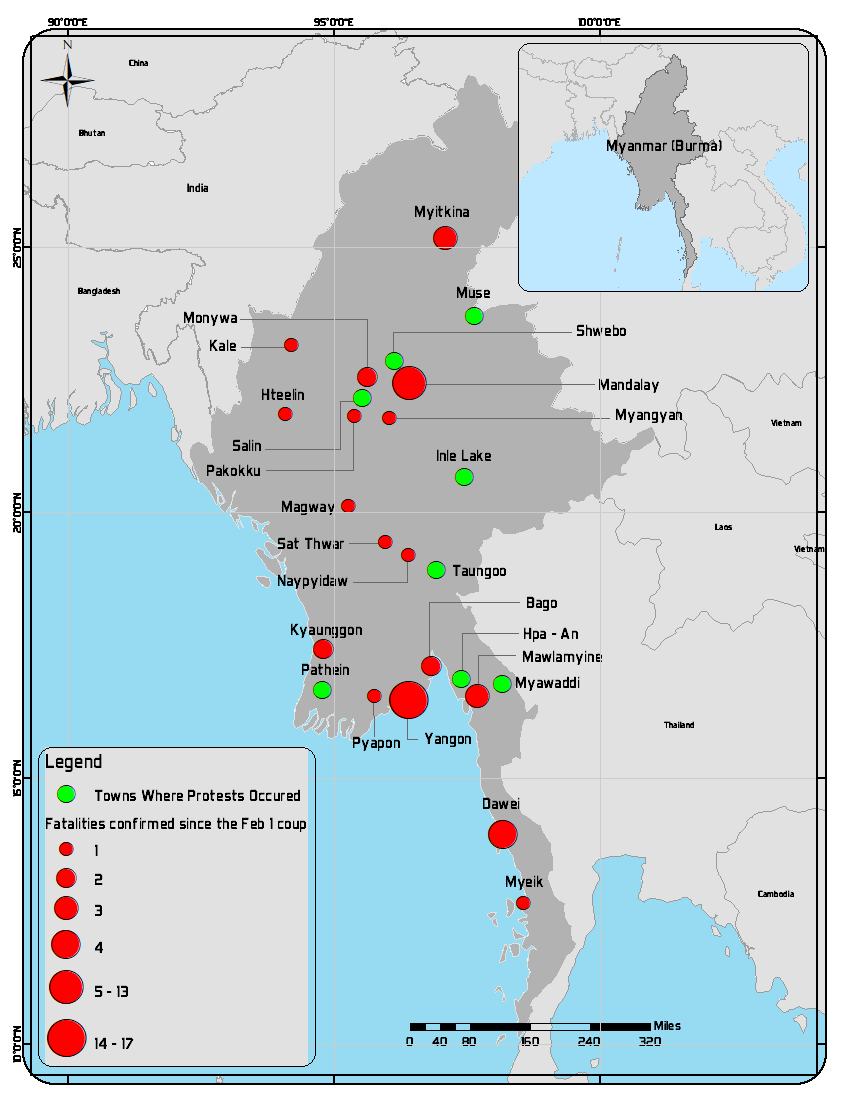 90°0'0"E 95°0'0"E 100°0'0"E
N
China
Bhutan
Myanmar (Burma)
India
Myitkina
25°0'0"N
Bangladesh
Muse
Monywa
Shwebo
Kale
Mandalay
Hteelin
Myangyan
Vietnam
Salin
Inle Lake
Pakokku
Magway
20°0'0"N
Laos
Sat Thwar
Vietnam
Taungoo
Naypyidaw
Bago
Kyaunggon
Hpa - An
Mawlamyine
Pathein
Myawaddi
Thailand
Pyapon
Yangon
Legend
15°0'0"N
Towns Where Protests Occured
Dawei
Fatalities confirmed since the Feb 1 coup
1
2
Myeik
Cambodia
3
4
5 - 13
Miles
0 40 80 160 240 320
14 - 17
10°0'0"N